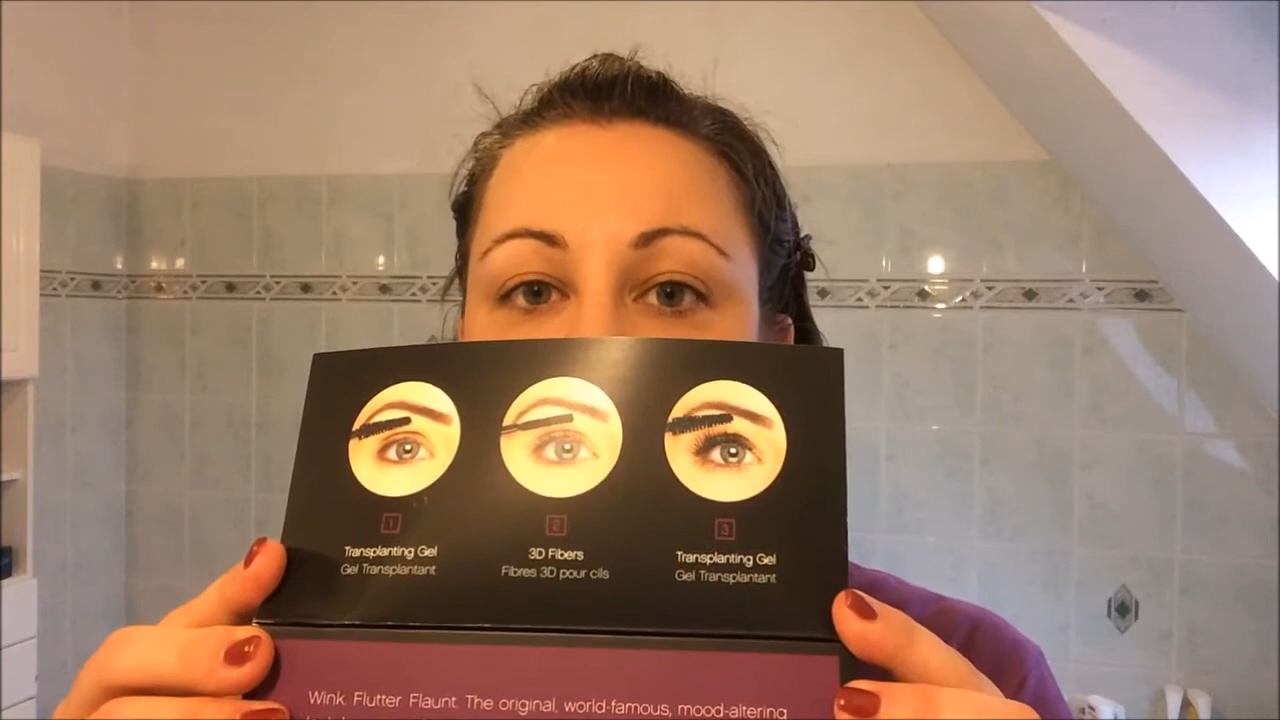 1 2 3
Transplanting Gel 3D Fibers Transplanting Gel
Gel Transplantant Fibres 3D pour cils Gel Transplantant
Wink. Flutter. Flaunt. The original, world-famous, mood-altering